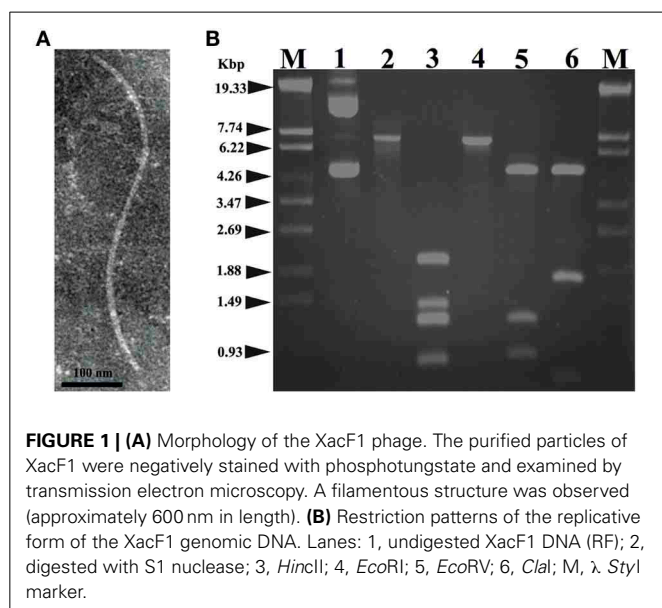 A
B
Kbp
M 1 2 3 4 5 6 M
19.33
7.74
6.22
4.26
3.47
2.69
1.88
1.49
0.93
100 nm
FIGURE 1 | (A) Morphology of the XacF1 phage. The purified particles of
XacF1 were negatively stained with phosphotungstate and examined by
transmission electron microscopy. A filamentous structure was observed
(approximately 600 nm in length). (B) Restriction patterns of the replicative
form of the XacF1 genomic DNA. Lanes: 1, undigested XacF1 DNA (RF); 2,
digested with S1 nuclease; 3, HincII; 4, EcoRI; 5, EcoRV; 6, ClaI; M, λ StyI
marker.